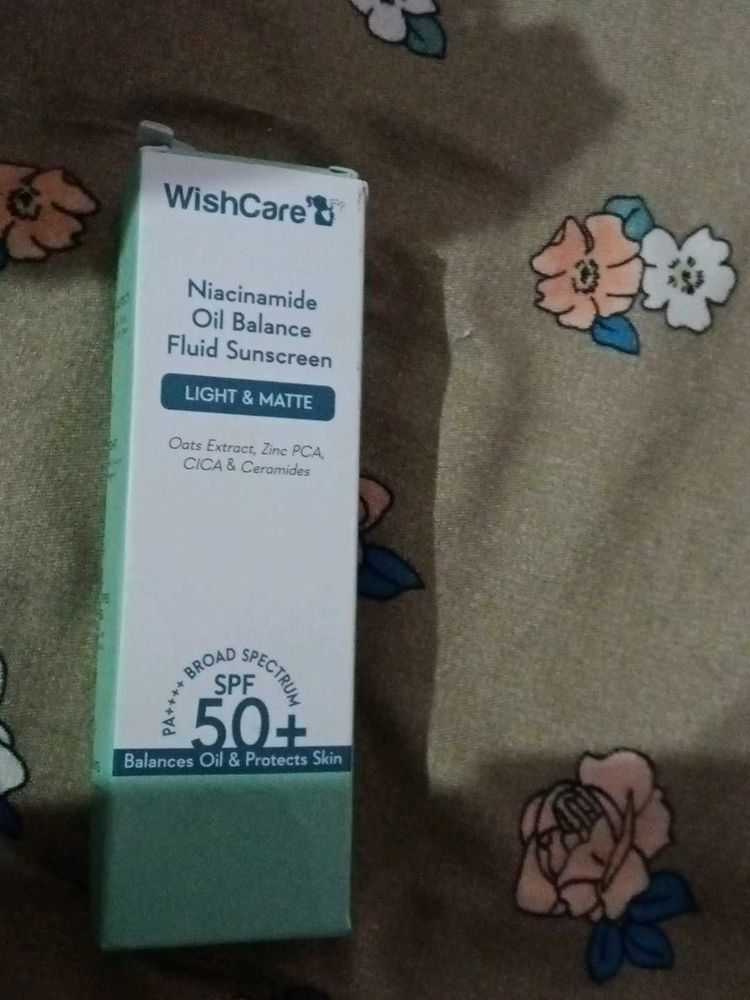 WishCare
Niacinamide
Oil Balance
Fluid Sunscreen
LIGHT & MATTE
Oats Extract, Zinc PCA,
CICA & Ceramides
PA++++ BROAD SPECTRUM
SPF
50+
Balances Oil & Protects Skin